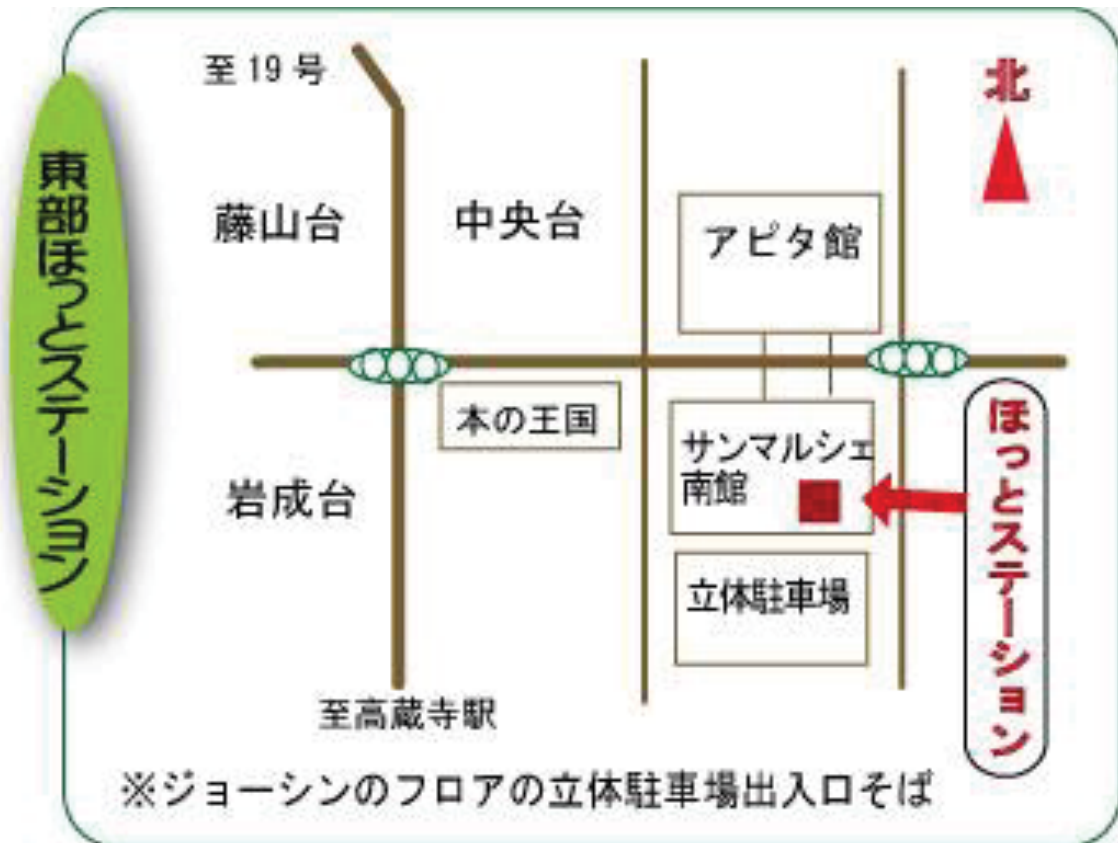 東部ほっとステーション
至19号
北
藤山台
中央台
アピタ館
本の王国
サンマルシェ
南館
岩成台
立体駐車場
ほっとステーション
至高蔵寺駅
※ジョーシンのフロアの立体駐車場出入口そば